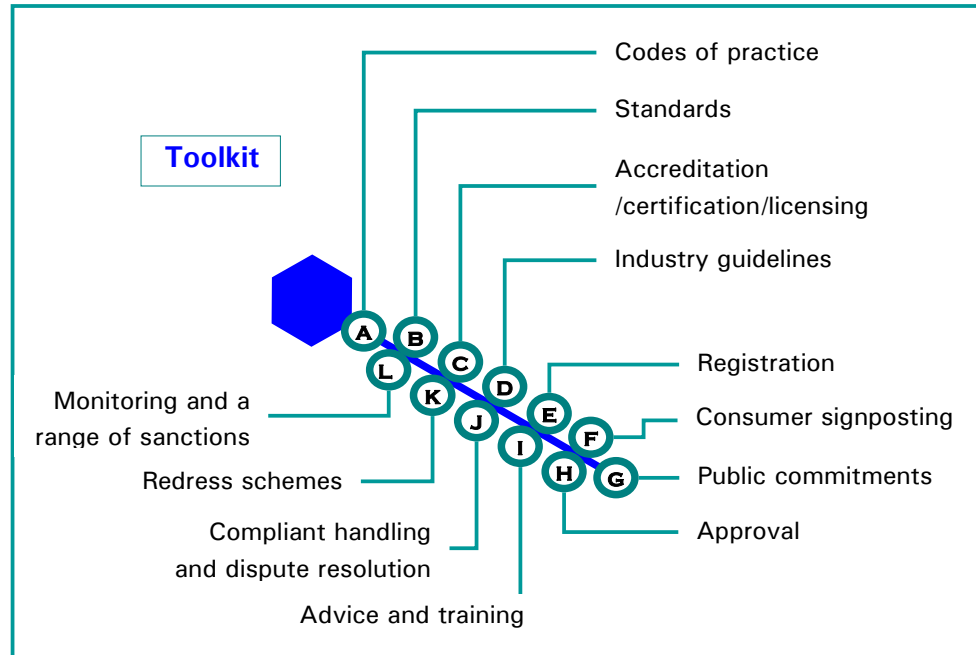 Codes of practice
Standards
Toolkit
Accreditation
/certification/licensing
Industry guidelines
A
B
L
C
K
D
J
E
I
F
H
G
Registration
Monitoring and a
range of sanctions
Consumer signposting
Redress schemes
Public commitments
Compliant handling
and dispute resolution
Approval
Advice and training